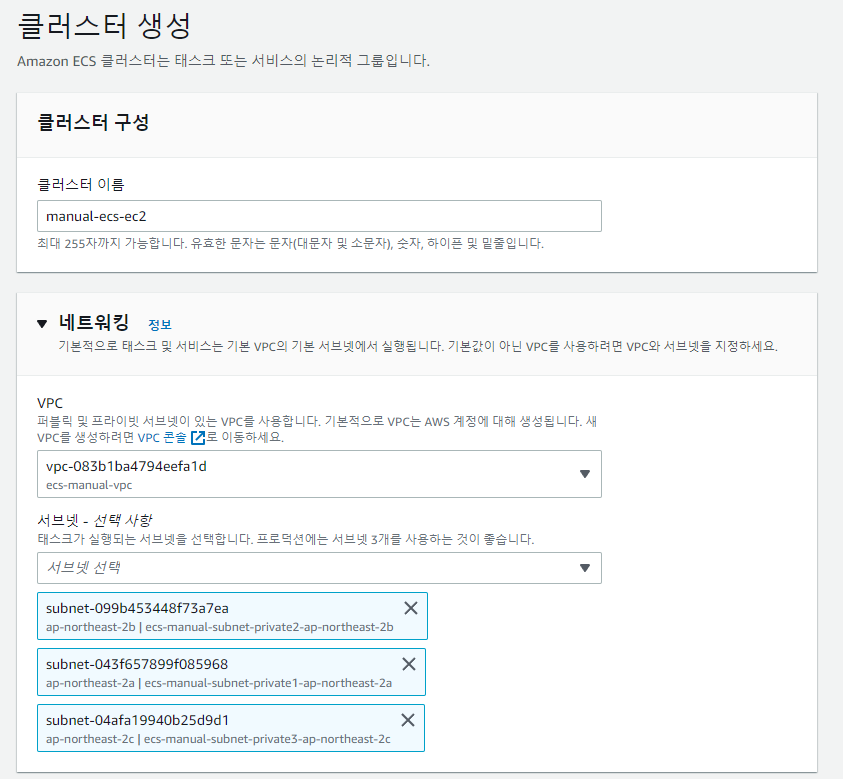 클러스터 생성
Amazon ECS 클러스터는 태스크 또는 서비스의 논리적 그룹입니다.
클러스터 구성
클러스터 이름
manual-ecs-ec2
최대 255자까지 가능합니다. 유효한 문자는 문자(대문자 및 소문자), 숫자, 하이픈 및 밑줄입니다.
네트워킹 정보
기본적으로 태스크 및 서비스는 기본 VPC의 기본 서브넷에서 실행됩니다. 기본값이 아닌 VPC를 사용하려면 VPC와 서브넷을 지정하세요.
VPC
퍼블릭 및 프라이빗 서브넷이 있는 VPC를 사용합니다. 기본적으로 VPC는 AWS 계정에 대해 생성됩니다. 새
VPC를 생성하려면 VPC 콘솔로 이동하세요.
vpc-083b1ba4794eefa1d
ecs-manual-vpc
서브넷 - 선택 사항
태스크가 실행되는 서브넷을 선택합니다. 프로덕션에는 서브넷 3개를 사용하는 것이 좋습니다.
서브넷 선택
subnet-099b453448f73a7ea
ap-northeast-2b | ecs-manual-subnet-private2-ap-northeast-2b
subnet-043f657899f085968
ap-northeast-2a | ecs-manual-subnet-private1-ap-northeast-2a
subnet-04afa19940b25d9d1
ap-northeast-2c | ecs-manual-subnet-private3-ap-northeast-2c